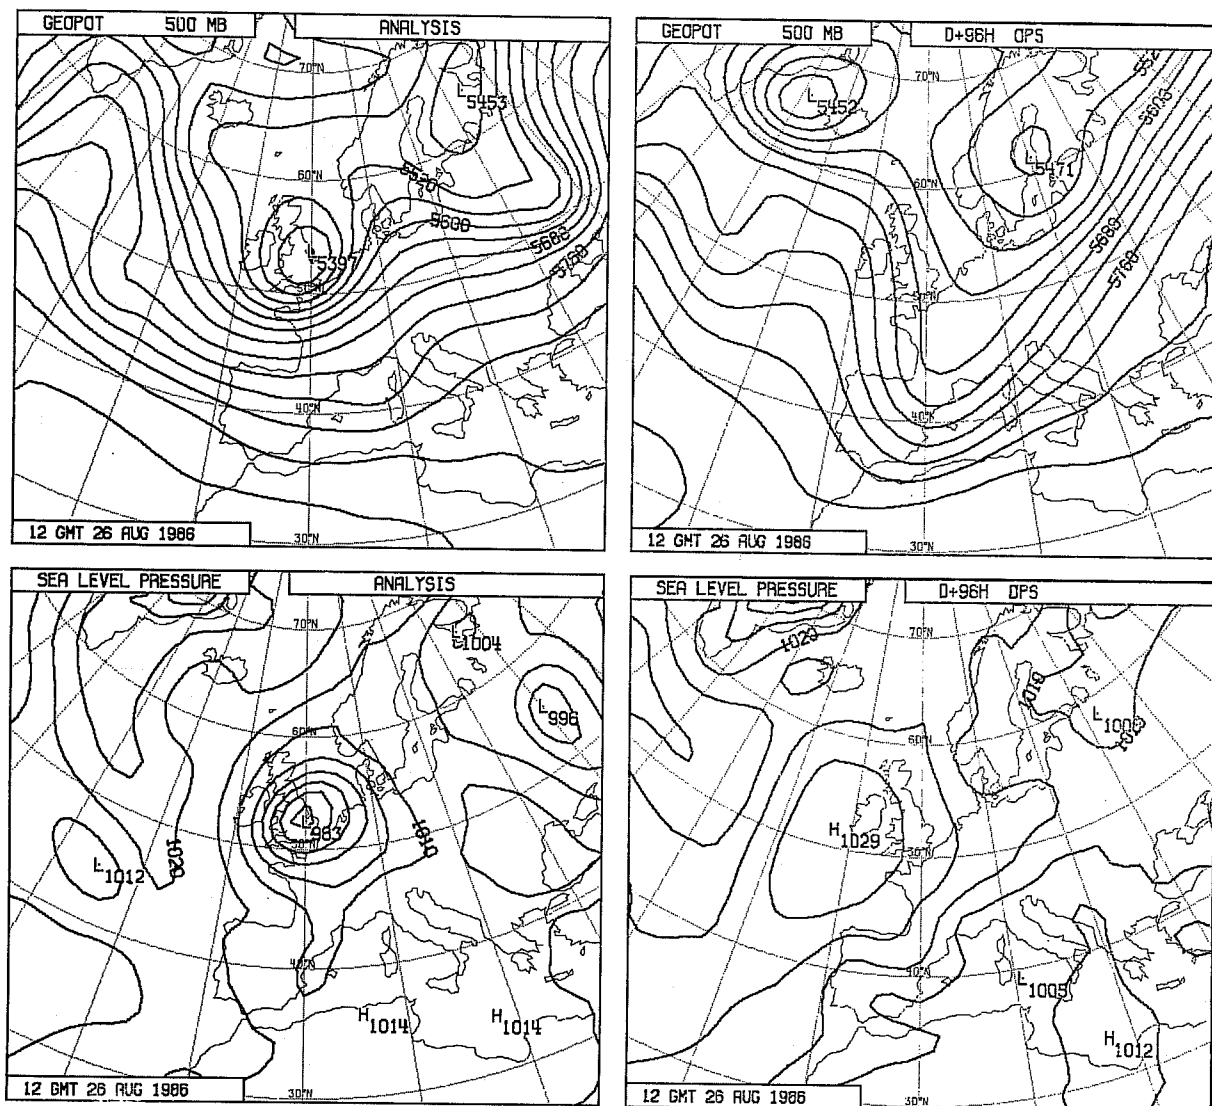 GEOPOT 500 MB ANALYSIS
70°N
5453
60°N
5520
5600
5680
5760
L
5397
50°N
40°N
30°N
12 GMT 26 AUG 1986
GEOPOT 500 MB D+96H OPS
70°N
L
5452
5600
60°N
L
5471
5680
5760
50°N
40°N
30°N
12 GMT 26 AUG 1986
SEA LEVEL PRESSURE ANALYSIS
70°N
L
1004
L
996
60°N
983
50°N
1010
1020
L
1012
40°N
H
1014
H
1014
30°N
12 GMT 26 AUG 1986
SEA LEVEL PRESSURE D+96H OPS
1020
70°N
1010
L
60°N
H
1029
50°N
40°N
L
1005
H
1012
30°N
12 GMT 26 AUG 1986